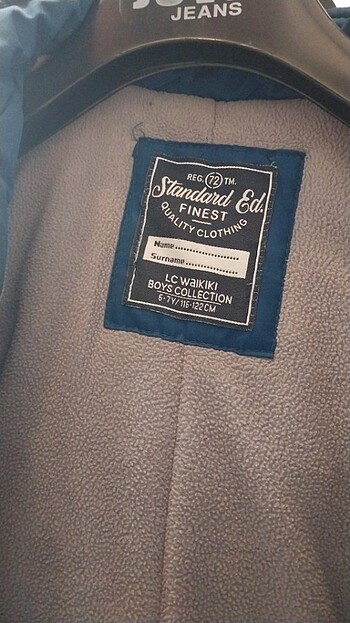 JEANS
REG. 72 TM.
Standard Ed.
FINEST
QUALITY CLOTHING
Name......................
Surname..................
LC WAIKIKI
BOYS COLLECTION
6-7Y/116-122CM